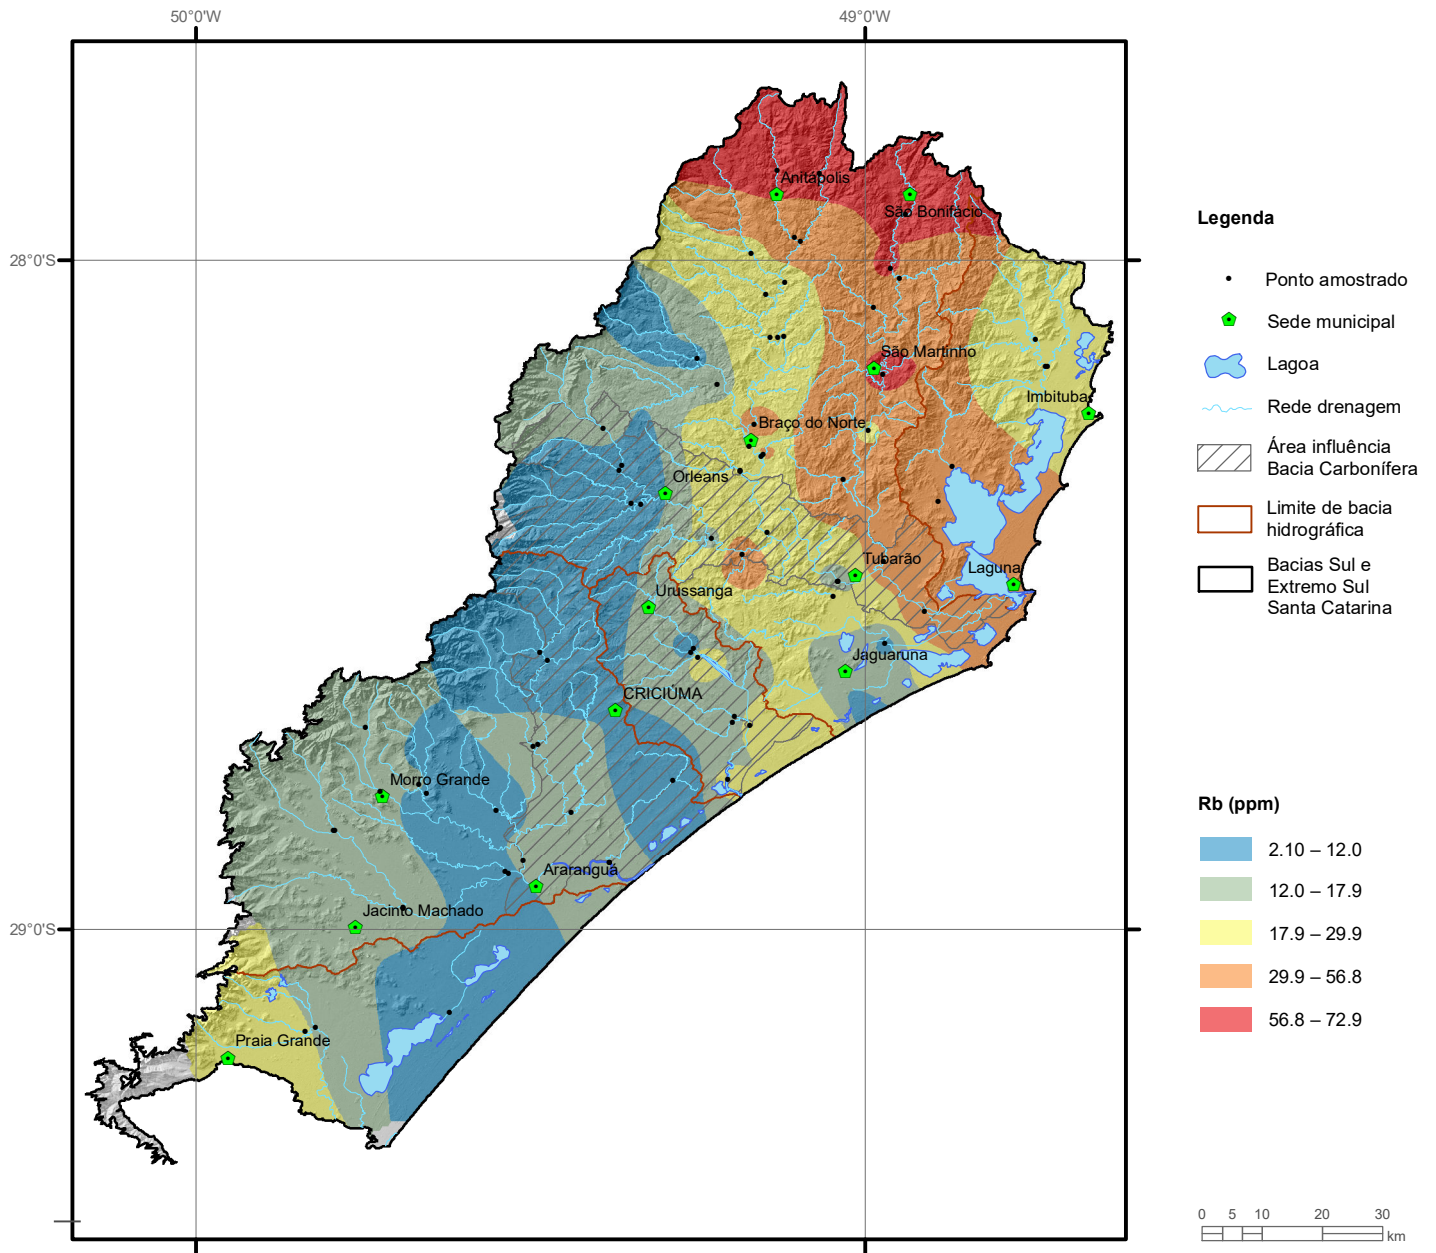 50°0'W
49°0'W
28°0'S
29°0'S
Anitápolis
São Bonifácio
São Martinho
Imbituba
Braço do Norte
Orleans
Tubarão
Laguna
Urussanga
Jaguaruna
CRICIÚMA
Morro Grande
Araranguá
Jacinto Machado
Praia Grande
Legenda
Ponto amostrado
Sede municipal
Lagoa
Rede drenagem
Área influência
Bacia Carbonífera
Limite de bacia
hidrográfica
Bacias Sul e
Extremo Sul
Santa Catarina
Rb (ppm)
2.10 – 12.0
12.0 – 17.9
17.9 – 29.9
29.9 – 56.8
56.8 – 72.9
0 5 10 20 30
km